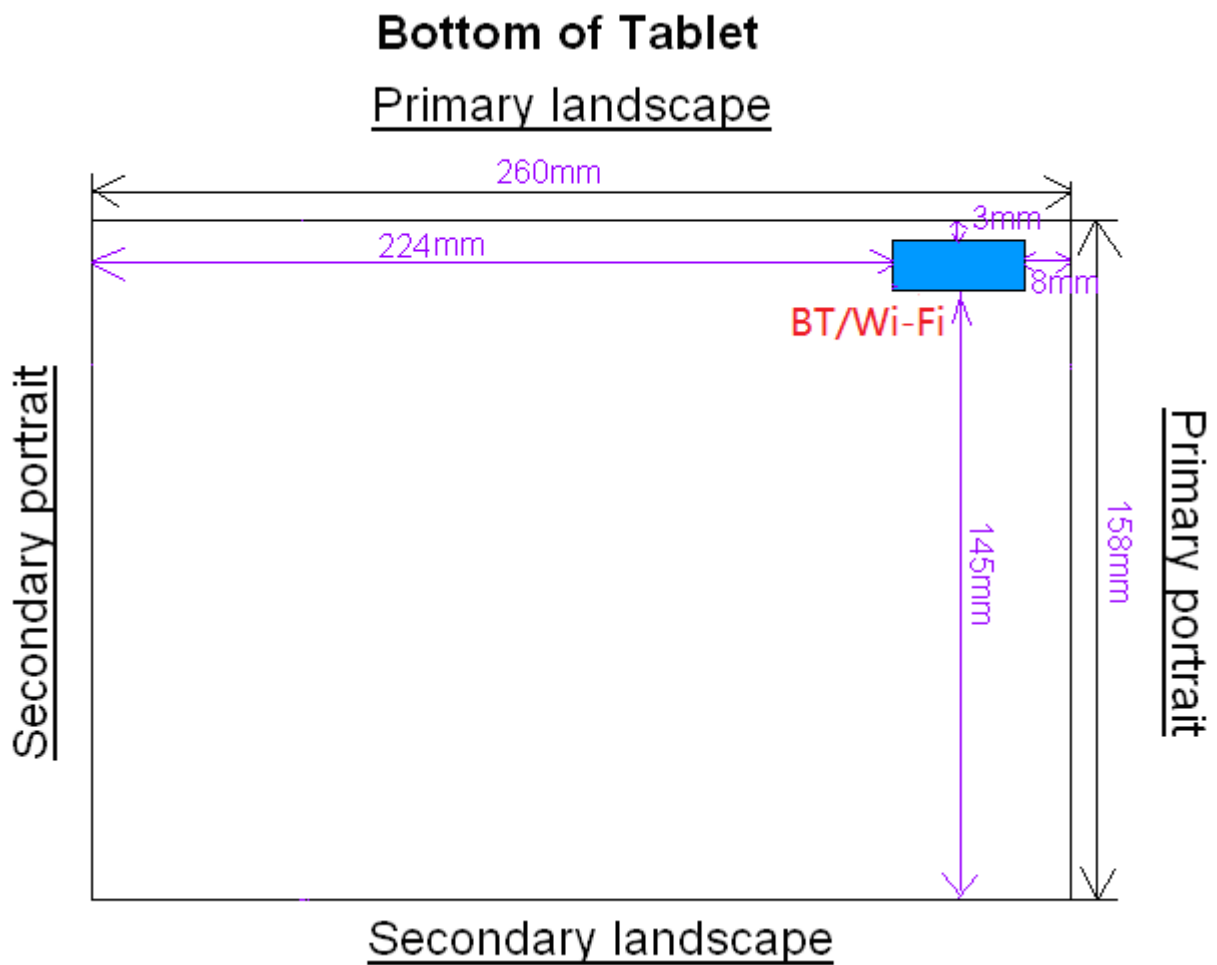 Bottom of Tablet
Primary landscape
260mm
3mm
224mm
8mm
BT/Wi-Fi
Secondary portrait
Primary portrait
158mm
145mm
Secondary landscape